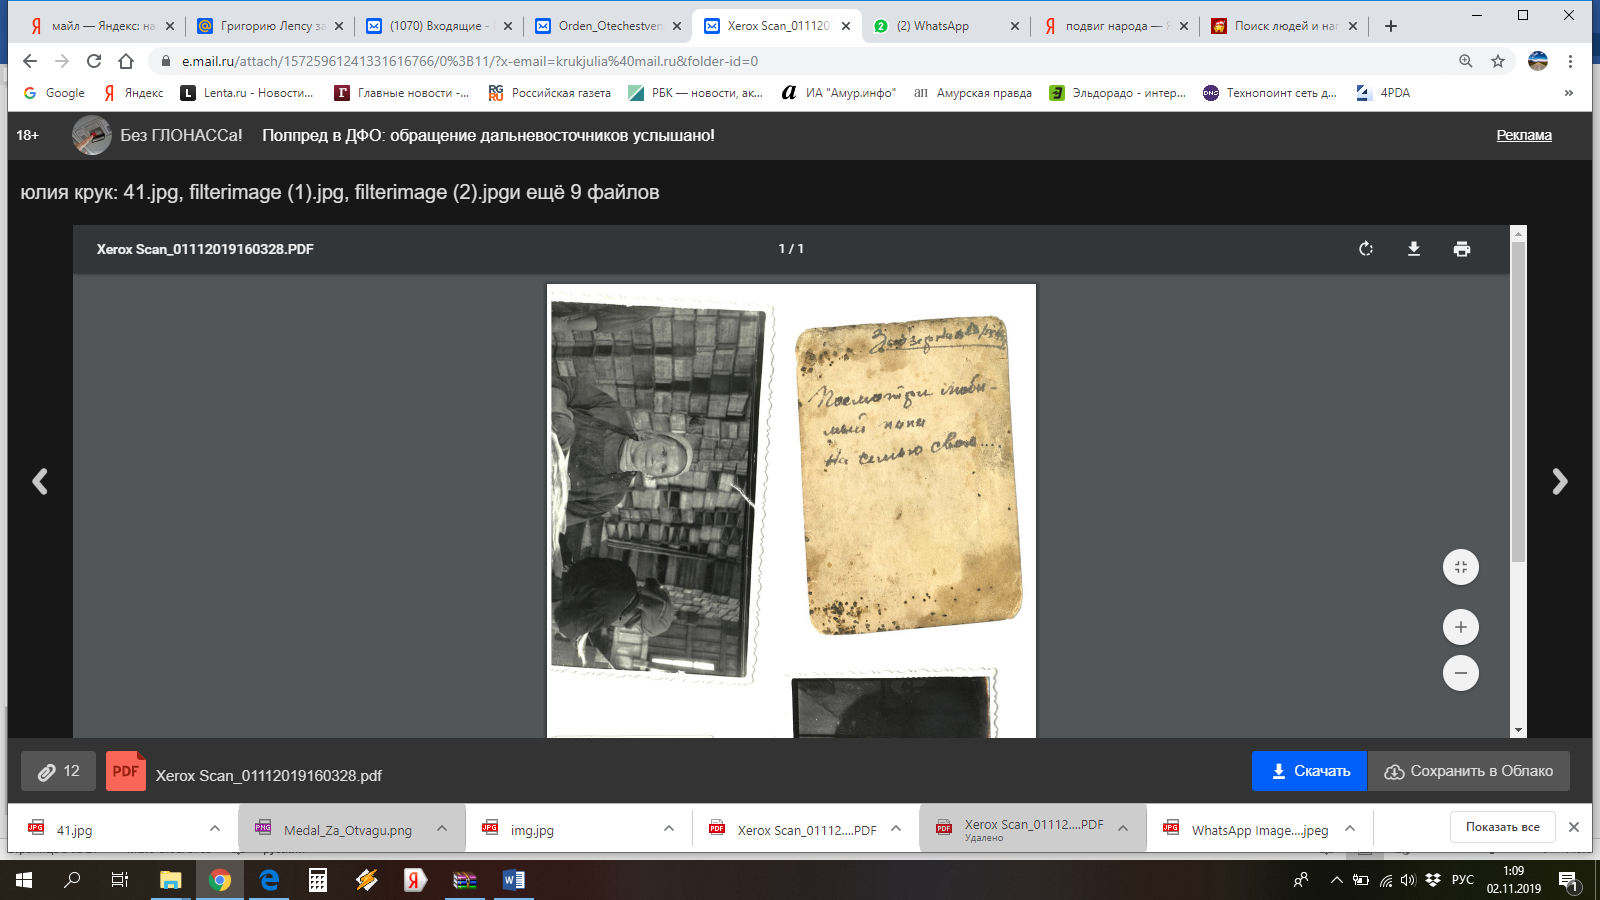 майл — Яндекс: на
Григорию Лепсу за
(1070) Входящие -
Orden_Otechestven
Xerox Scan_011120
(2) WhatsApp
подвиг народа — Я
Поиск людей и наг
e.mail.ru/attach/15725961241331616766/0%3B11/?x-email=krukjulia%40mail.ru&folder-id=0
Google
Яндекс
Lenta.ru - Новости...
Главные новости -...
Российская газета
РБК — новости, ак...
ИА "Амур.инфо"
Амурская правда
Эльдорадо - интер...
Технопоинт сеть д...
4PDA
»
18+
Без ГЛОНАССа!
Полпред в ДФО: обращение дальневосточников услышано!
Реклама
юлия крук: 41.jpg, filterimage (1).jpg, filterimage (2).jpgи ещё 9 файлов
Xerox Scan_01112019160328.PDF
1 / 1
Посмотри люби-
мый папа
На семью свою....
12
PDF
Xerox Scan_01112019160328.pdf
Скачать
Сохранить в Облако
41.jpg
Medal_Za_Otvagu.png
img.jpg
Xerox Scan_01112....PDF
Xerox Scan_01112....PDF
Удалено
WhatsApp Image....jpeg
Показать все
РУС
1:09
02.11.2019
1